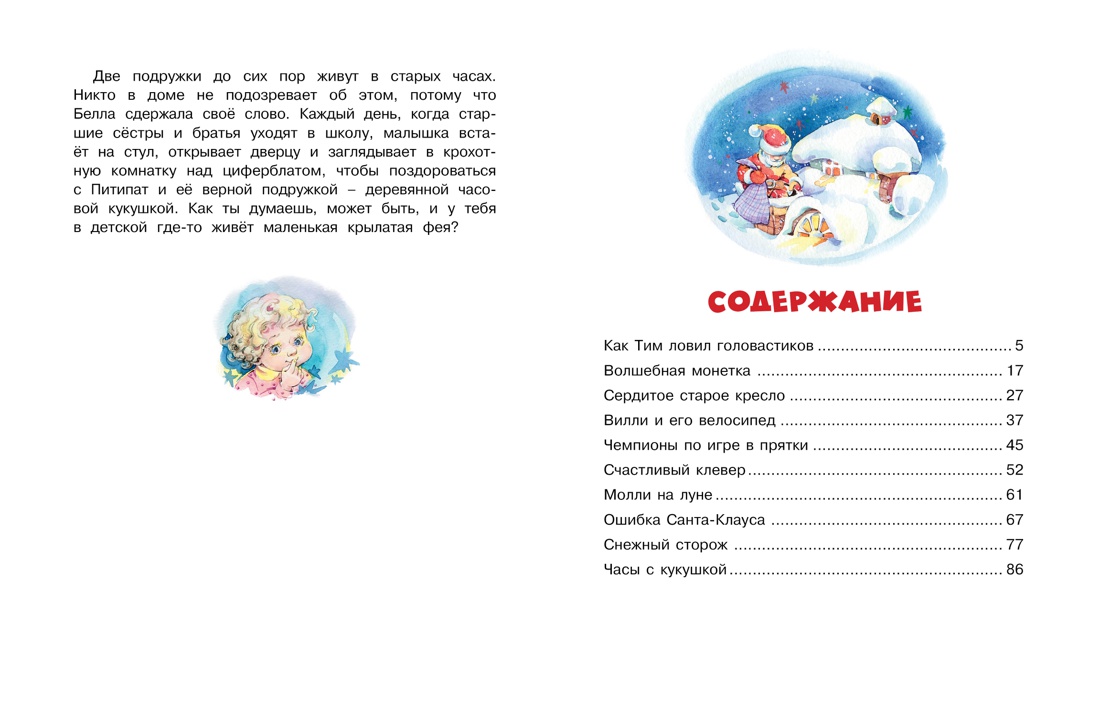 Две подружки до сих пор живут в старых часах.
Никто в доме не подозревает об этом, потому что
Белла сдержала своё слово. Каждый день, когда стар-
шие сёстры и братья уходят в школу, малышка вста-
ёт на стул, открывает дверцу и заглядывает в крохот-
ную комнатку над циферблатом, чтобы поздороваться
с Питипат и её верной подружкой – деревянной часо-
вой кукушкой. Как ты думаешь, может быть, и у тебя
в детской где-то живёт маленькая крылатая фея?
СОДЕРЖАНИЕ
Как Тим ловил головастиков .......................................... 5
Волшебная монетка ..................................................... 17
Сердитое старое кресло .............................................. 27
Вилли и его велосипед ................................................ 37
Чемпионы по игре в прятки ......................................... 45
Счастливый клевер....................................................... 52
Молли на луне.............................................................. 61
Ошибка Санта-Клауса .................................................. 67
Снежный сторож .......................................................... 77
Часы с кукушкой........................................................... 86